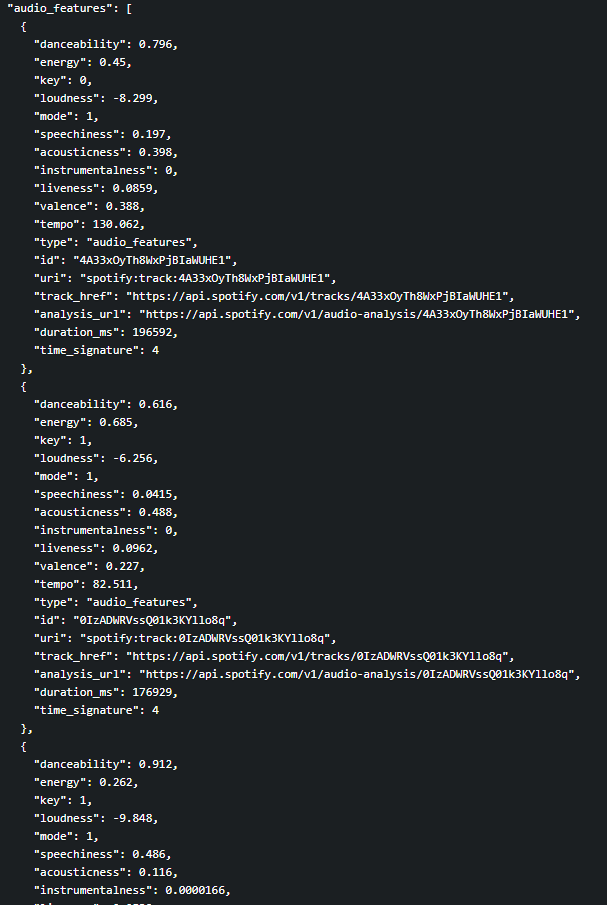 "audio_features": [
{
"danceability": 0.796,
"energy": 0.45,
"key": 0,
"loudness": -8.299,
"mode": 1,
"speechiness": 0.197,
"acousticness": 0.398,
"instrumentalness": 0,
"liveness": 0.0859,
"valence": 0.388,
"tempo": 130.062,
"type": "audio_features",
"id": "4A33xOyTh8WxPjBIaWUHE1",
"uri": "spotify:track:4A33xOyTh8WxPjBIaWUHE1",
"track_href": "https://api.spotify.com/v1/tracks/4A33xOyTh8WxPjBIaWUHE1",
"analysis_url": "https://api.spotify.com/v1/audio-analysis/4A33xOyTh8WxPjBIaWUHE1",
"duration_ms": 196592,
"time_signature": 4
},
{
"danceability": 0.616,
"energy": 0.685,
"key": 1,
"loudness": -6.256,
"mode": 1,
"speechiness": 0.0415,
"acousticness": 0.488,
"instrumentalness": 0,
"liveness": 0.0962,
"valence": 0.227,
"tempo": 82.511,
"type": "audio_features",
"id": "0IzADWRVssQ01k3KYllo8q",
"uri": "spotify:track:0IzADWRVssQ01k3KYllo8q",
"track_href": "https://api.spotify.com/v1/tracks/0IzADWRVssQ01k3KYllo8q",
"analysis_url": "https://api.spotify.com/v1/audio-analysis/0IzADWRVssQ01k3KYllo8q",
"duration_ms": 176929,
"time_signature": 4
},
{
"danceability": 0.912,
"energy": 0.262,
"key": 1,
"loudness": -9.848,
"mode": 1,
"speechiness": 0.486,
"acousticness": 0.116,
"instrumentalness": 0.0000166,